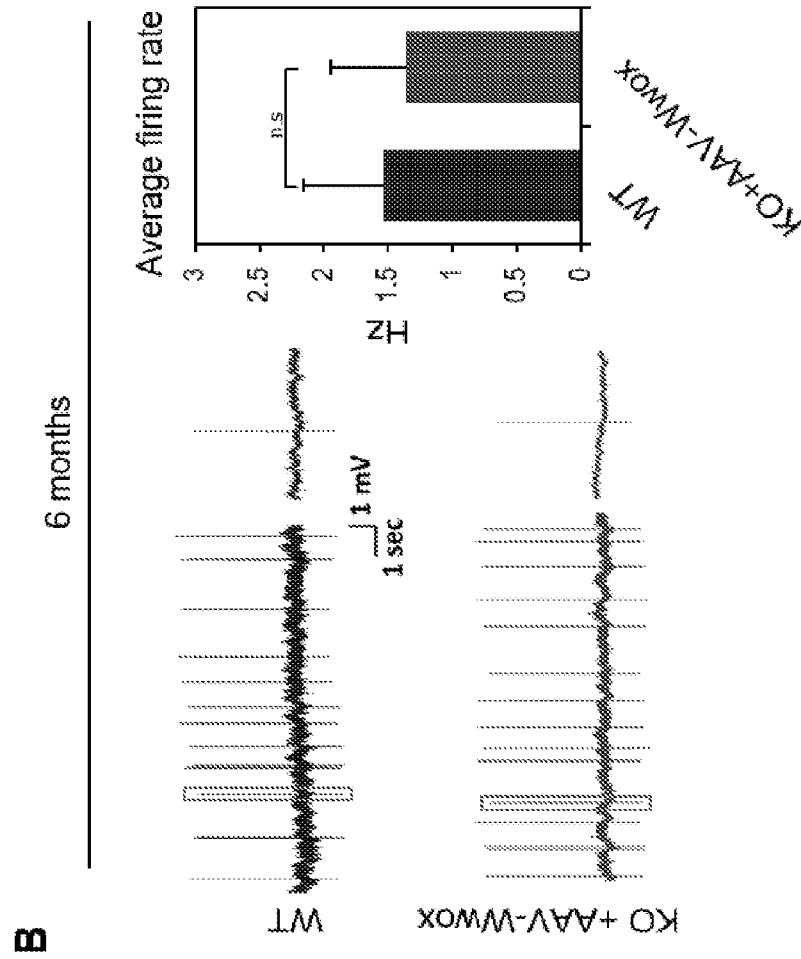 B
6 months
WT
KO + AAV-Wwox
1 mV
1 sec
Average firing rate
Hz
3
2.5
2
1.5
1
0.5
0
n.s
WT
KO+AAV-Wwox